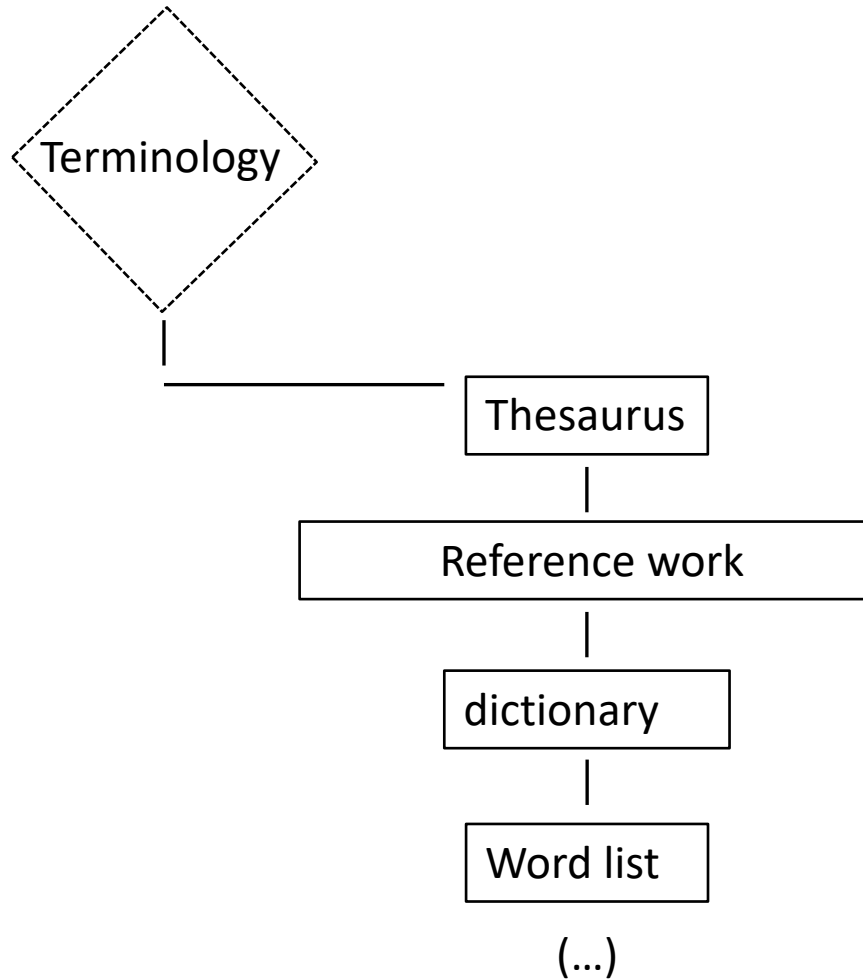 Terminology
Thesaurus
Reference work
dictionary
Word list
(...)